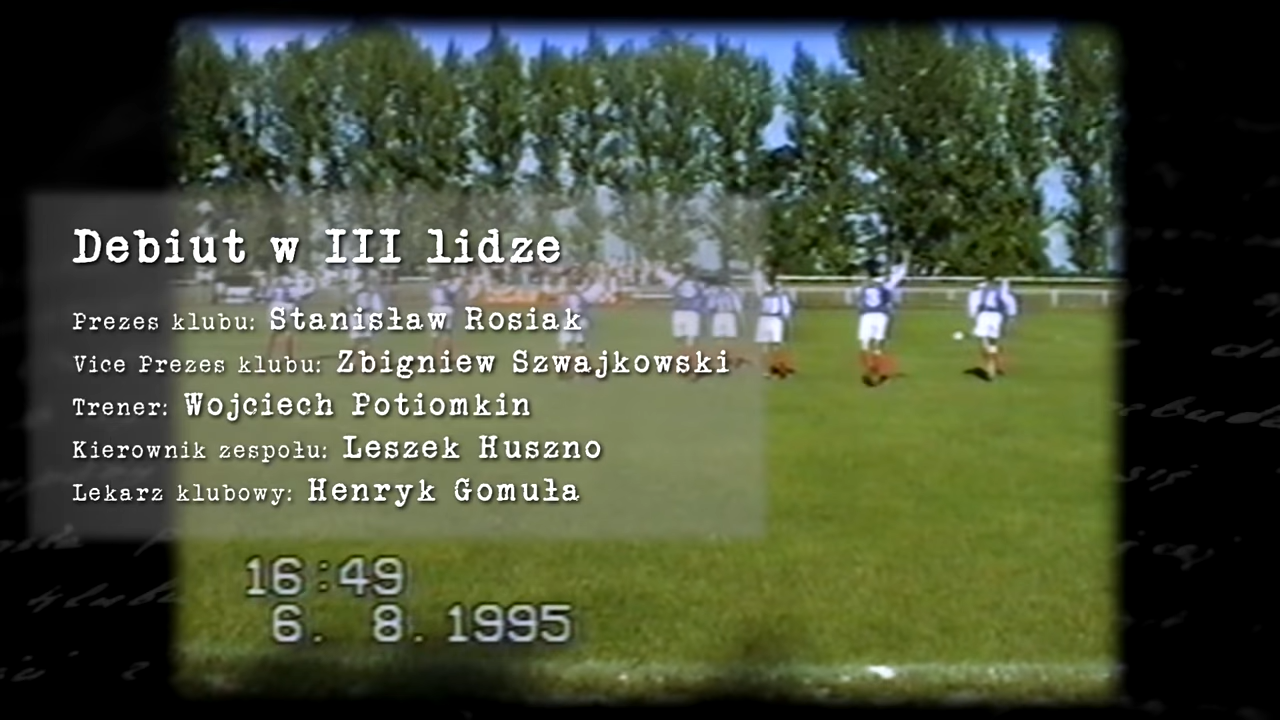 Debiut w III lidze
Prezes klubu: Stanisław Rosiak
Vice Prezes klubu: Zbigniew Szwajkowski
Trener: Wojciech Potiomkin
Kierownik zespołu: Leszek Huszno
Lekarz klubowy: Henryk Gomuła
16:49
6. 8.1995